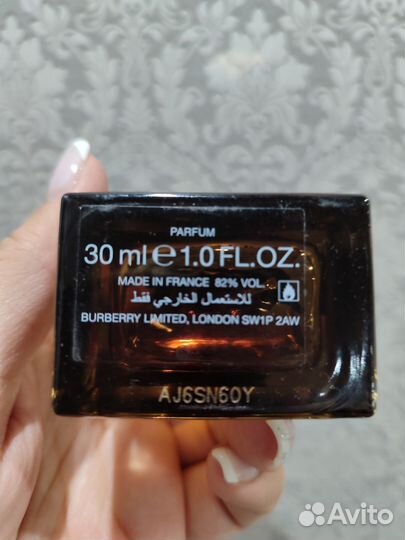 PARFUM
30 ml e 1.0 FL.OZ.
MADE IN FRANCE 82% VOL.
للاستعمال الخارجي فقط
BURBERRY LIMITED, LONDON SW1P 2AW
AJ6SN60Y
Avito